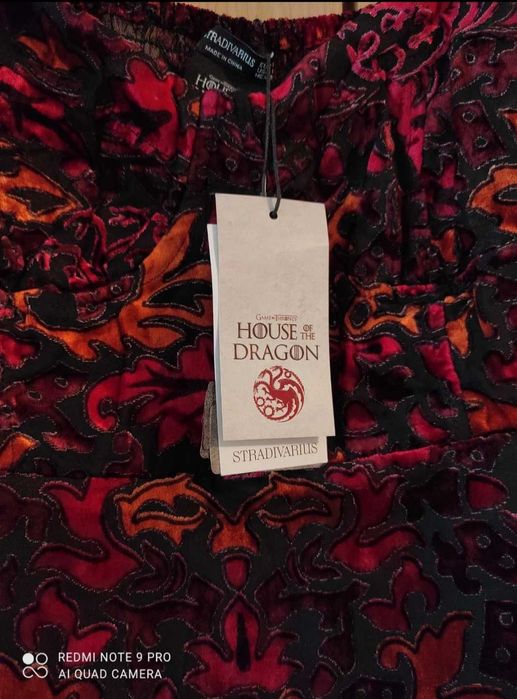 STRADIVARIUS
MADE IN CHINA
GAME OF THRONES
HOUSE OF THE
DRAGON
STRADIVARIUS
REDMI NOTE 9 PRO
AI QUAD CAMERA